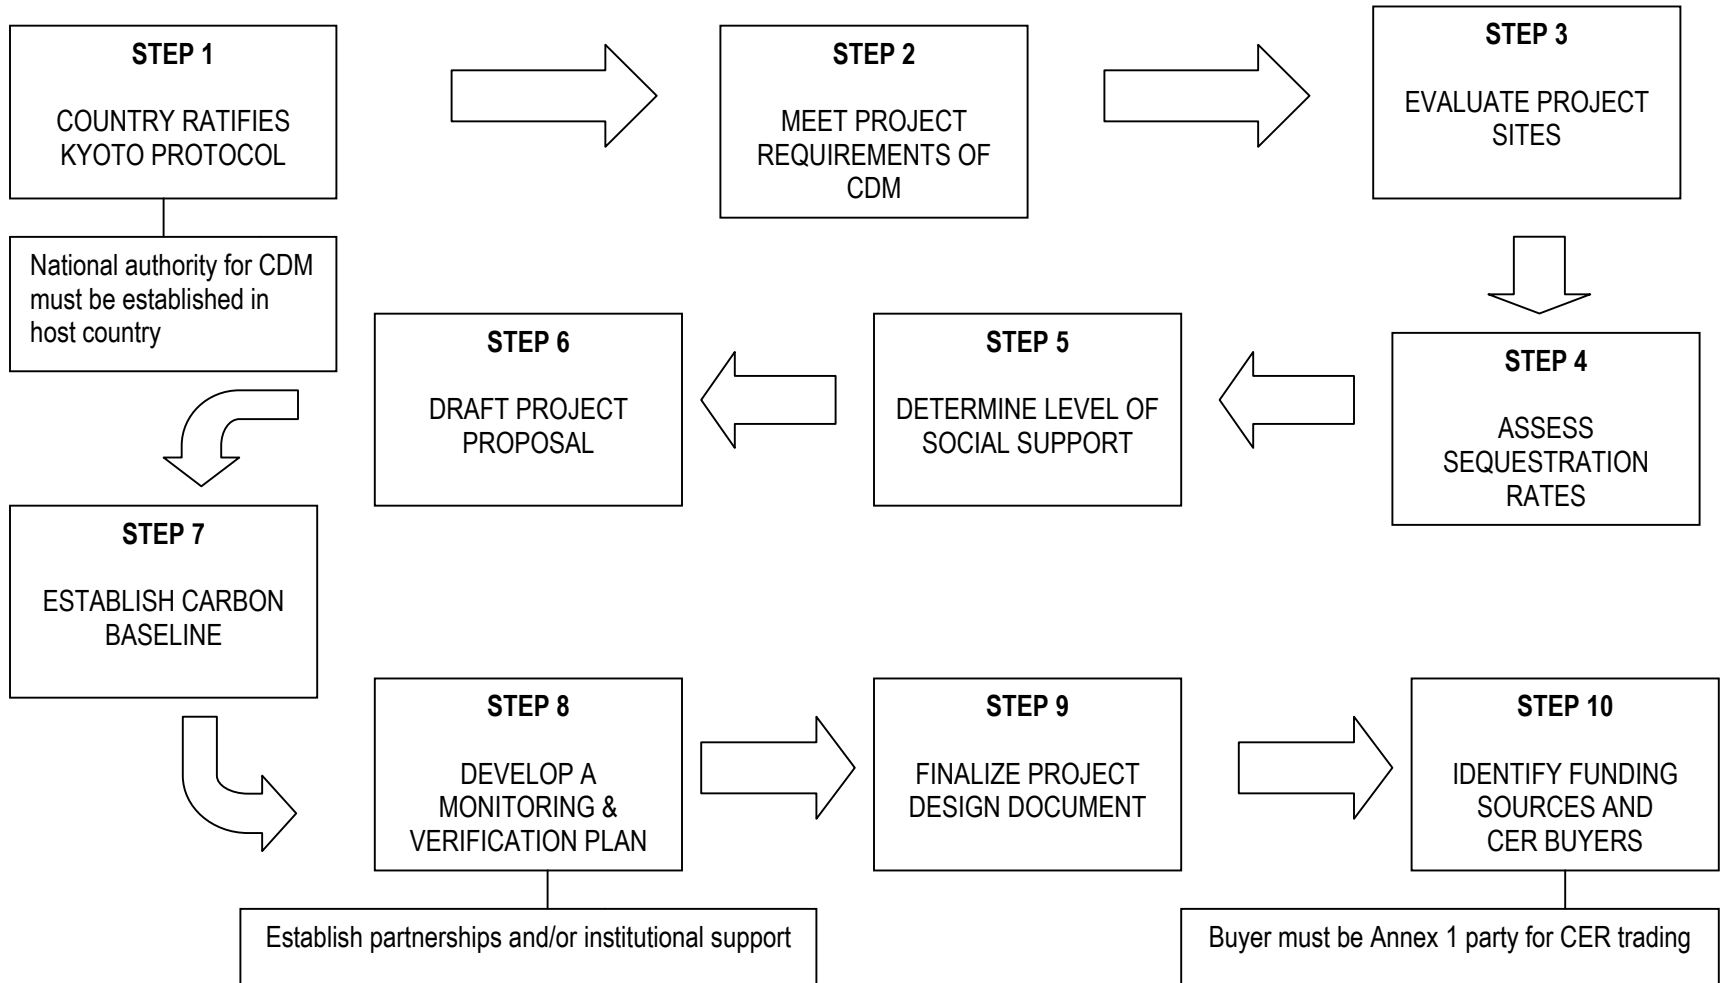 STEP 1
COUNTRY RATIFIES
KYOTO PROTOCOL
National authority for CDM
must be established in
host country
STEP 2
MEET PROJECT
REQUIREMENTS OF
CDM
STEP 3
EVALUATE PROJECT
SITES
STEP 4
ASSESS
SEQUESTRATION
RATES
STEP 5
DETERMINE LEVEL OF
SOCIAL SUPPORT
STEP 6
DRAFT PROJECT
PROPOSAL
STEP 7
ESTABLISH CARBON
BASELINE
STEP 8
DEVELOP A
MONITORING &
VERIFICATION PLAN
Establish partnerships and/or institutional support
STEP 9
FINALIZE PROJECT
DESIGN DOCUMENT
STEP 10
IDENTIFY FUNDING
SOURCES AND
CER BUYERS
Buyer must be Annex 1 party for CER trading